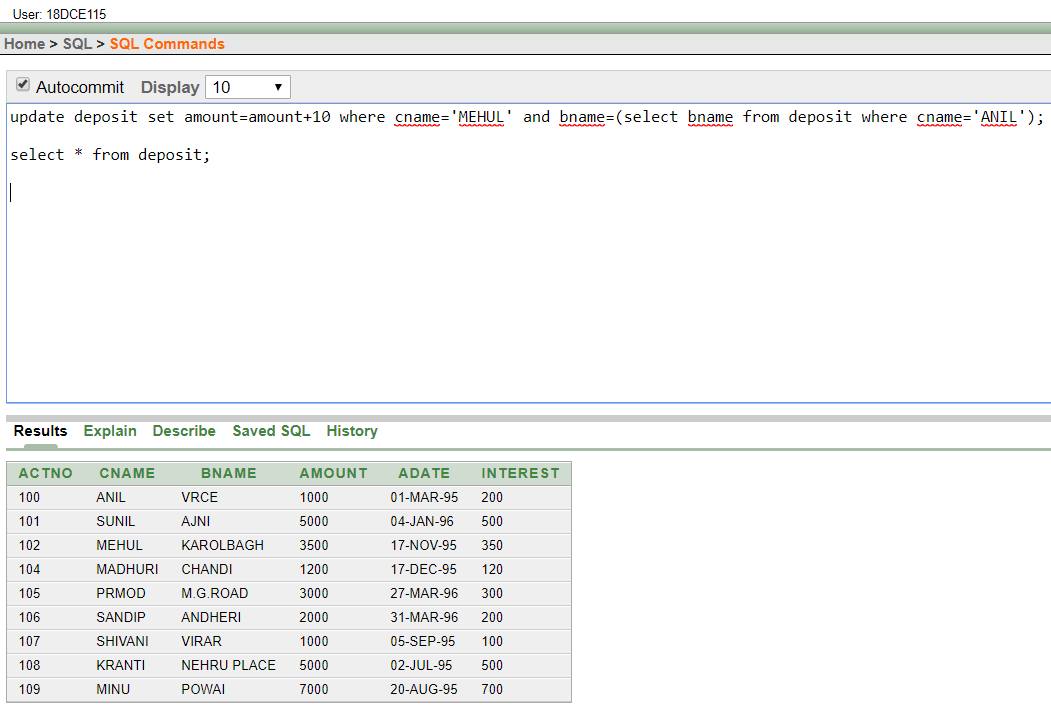 User: 18DCE115
Home > SQL > SQL Commands
Autocommit Display 10
update deposit set amount=amount+10 where cname='MEHUL' and bname=(select bname from deposit where cname='ANIL');
select * from deposit;
Results Explain Describe Saved SQL History
ACTNO CNAME BNAME AMOUNT ADATE INTEREST
100 ANIL VRCE 1000 01-MAR-95 200
101 SUNIL AJNI 5000 04-JAN-96 500
102 MEHUL KAROLBAGH 3500 17-NOV-95 350
104 MADHURI CHANDI 1200 17-DEC-95 120
105 PRMOD M.G.ROAD 3000 27-MAR-96 300
106 SANDIP ANDHERI 2000 31-MAR-96 200
107 SHIVANI VIRAR 1000 05-SEP-95 100
108 KRANTI NEHRU PLACE 5000 02-JUL-95 500
109 MINU POWAI 7000 20-AUG-95 700